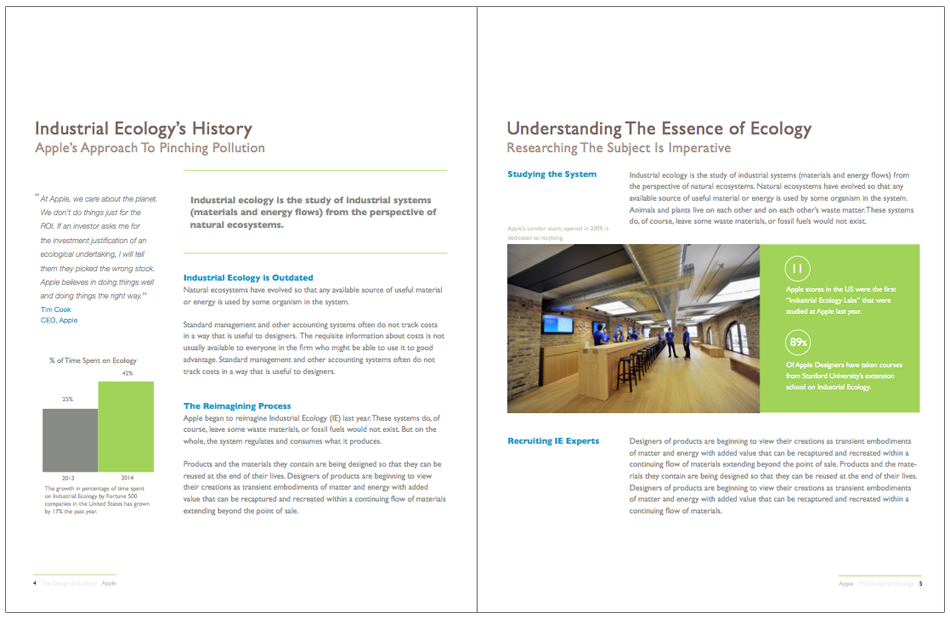 Industrial Ecology's History
Apple's Approach To Pinching Pollution
"At Apple, we care about the planet.
We don't do things just for the
ROI. If an investor asks me for
the investment justification of an
ecological undertaking, I will tell
them they picked the wrong stock.
Apple believes in doing things well
and doing things the right way."
Tim Cook
CEO, Apple
% of Time Spent on Ecology
42%
25%
2013 2014
The growth in percentage of time spent
on Industrial Ecology by Fortune 500
companies in the United States has grown
by 17% the past year.
Industrial ecology is the study of industrial systems
(materials and energy flows) from the perspective of
natural ecosystems.
Industrial Ecology is Outdated
Natural ecosystems have evolved so that any available source of useful material
or energy is used by some organism in the system.
Standard management and other accounting systems often do not track costs
in a way that is useful to designers. The requisite information about costs is not
usually available to everyone in the firm who might be able to use it to good
advantage. Standard management and other accounting systems often do not
track costs in a way that is useful to designers.
The Reimagining Process
Apple began to reimagine Industrial Ecology (IE) last year. These systems do, of
course, leave some waste materials, or fossil fuels would not exist. But on the
whole, the system regulates and consumes what it produces.
Products and the materials they contain are being designed so that they can be
reused at the end of their lives. Designers of products are beginning to view
their creations as transient embodiments of matter and energy with added
value that can be recaptured and recreated within a continuing flow of materials
extending beyond the point of sale.
4 The Design of Ecology Apple
Understanding The Essence of Ecology
Researching The Subject Is Imperative
Studying the System
Industrial ecology is the study of industrial systems (materials and energy flows) from
the perspective of natural ecosystems. Natural ecosystems have evolved so that any
available source of useful material or energy is used by some organism in the system.
Animals and plants live on each other and on each other's waste matter. These systems
do, of course, leave some waste materials, or fossil fuels would not exist.
Apple's London store, opened in 2009, is
dedicated to recyling.
11
Apple stores in the US were the first
"Industrial Ecology Labs" that were
studied at Apple last year.
89%
Of Apple Designers have taken courses
from Stanford University's extension
school on Industrial Ecology.
Recruiting IE Experts
Designers of products are beginning to view their creations as transient embodiments
of matter and energy with added value that can be recaptured and recreated within a
continuing flow of materials extending beyond the point of sale. Products and the mate-
rials they contain are being designed so that they can be reused at the end of their lives.
Designers of products are beginning to view their creations as transient embodiments
of matter and energy with added value that can be recaptured and recreated within a
continuing flow of materials.
Apple The Design of Ecology 5